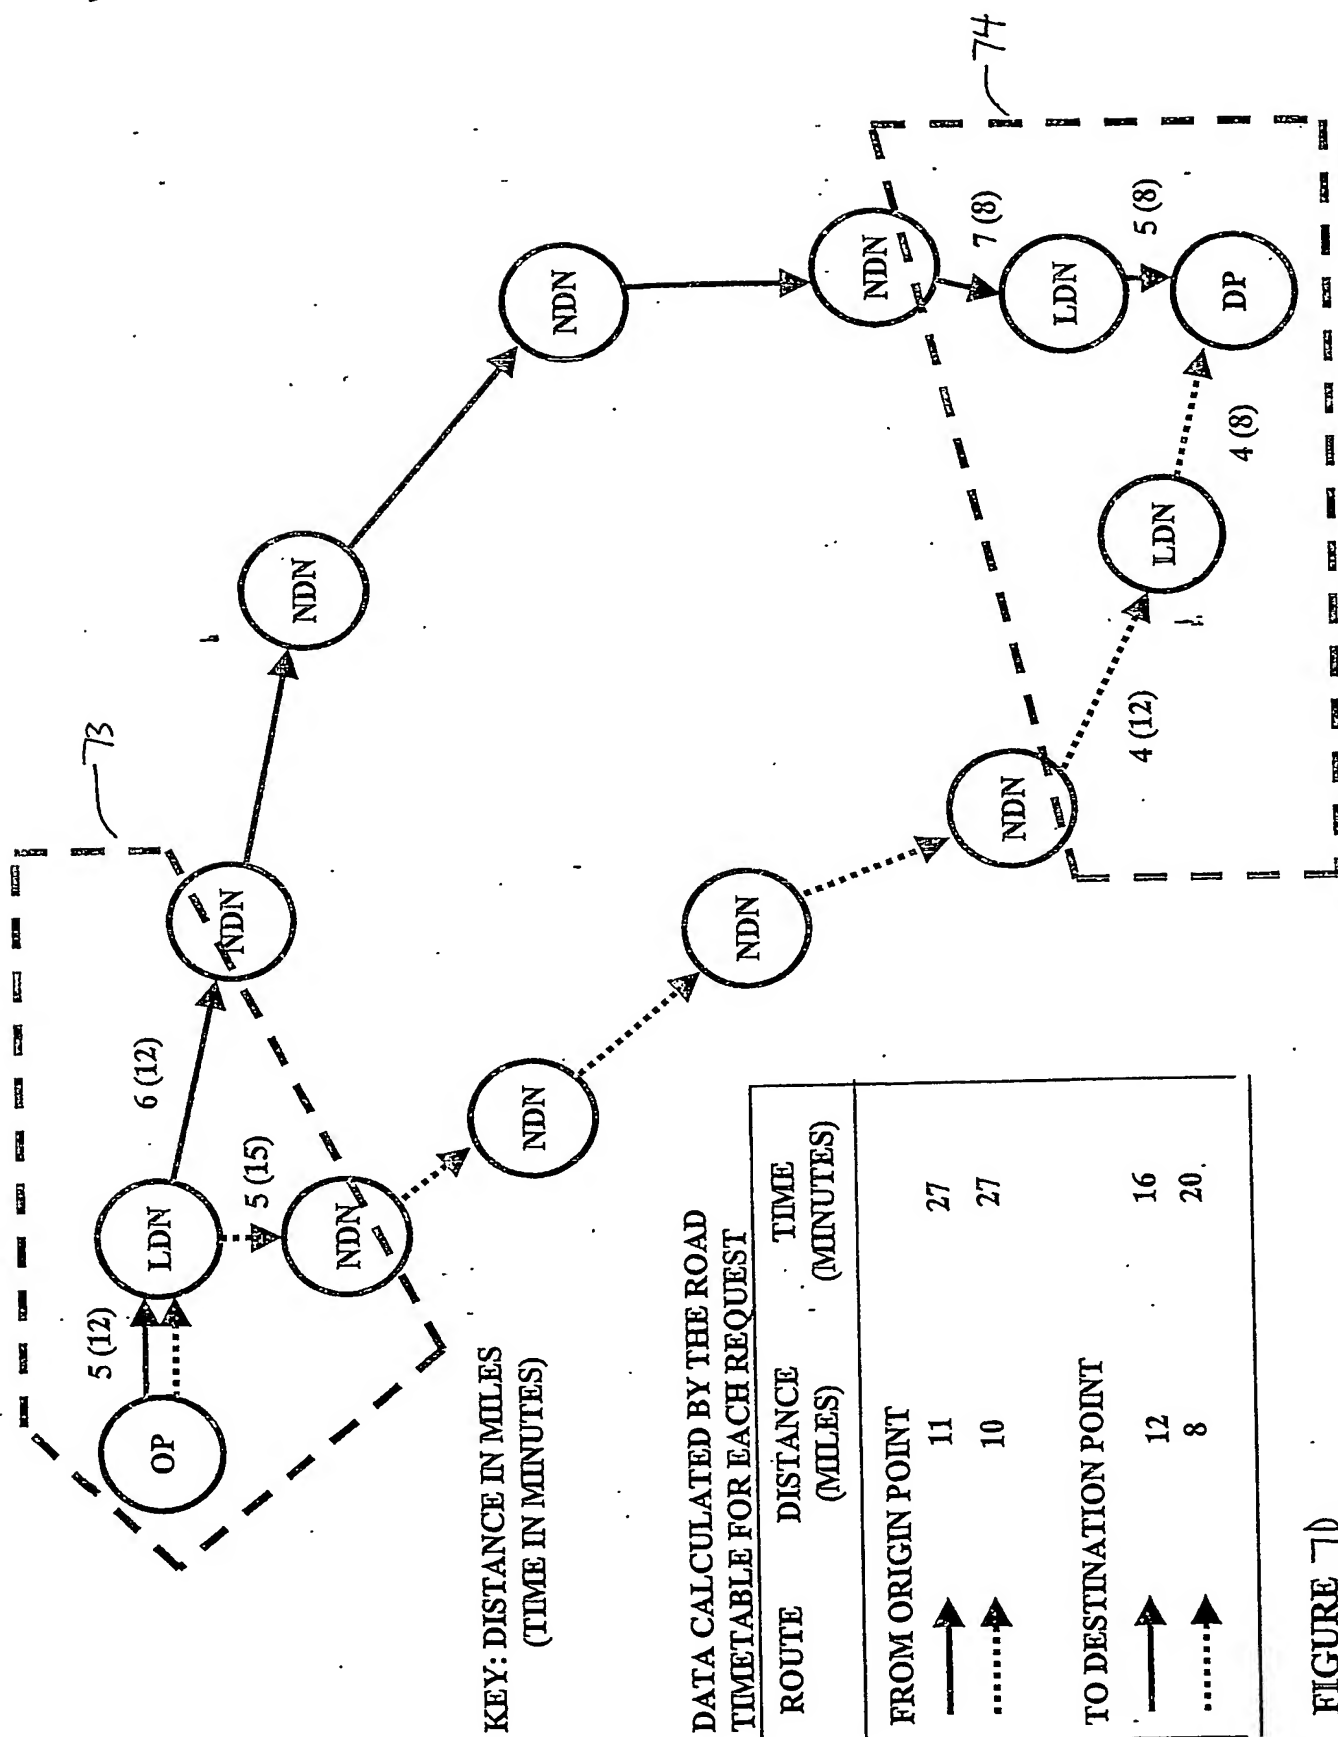 73
74
OP
5 (12)
LDN
6 (12)
5 (15)
NDN
NDN
NDN
NDN
NDN
NDN
NDN
NDN
7 (8)
LDN
5 (8)
DP
4 (12)
LDN
4 (8)
KEY: DISTANCE IN MILES
(TIME IN MINUTES)
DATA CALCULATED BY THE ROAD
TIMETABLE FOR EACH REQUEST
ROUTE DISTANCE TIME
(MILES) (MINUTES)
FROM ORIGIN POINT
11 27
10 27
TO DESTINATION POINT
12 16
8 20
FIGURE 7D